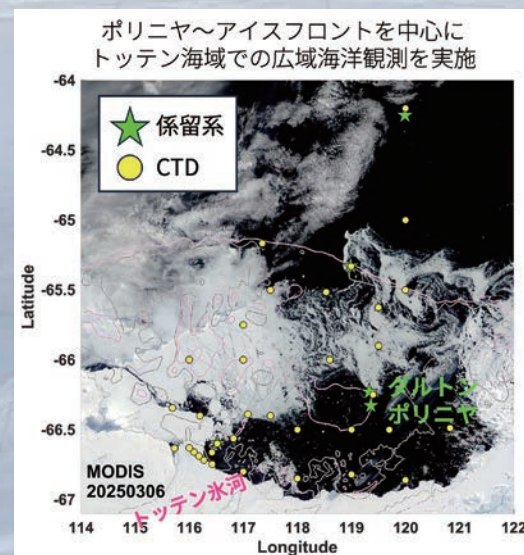 ポリニヤ〜アイスフロントを中心に
トッテン海域での広域海洋観測を実施
-64
-64.5
-65
-65.5
-66
-66.5
-67
Latitude
係留系
CTD
ダルトン
ポリニヤ
MODIS
20250306
トッテン氷河
114 115 116 117 118 119 120 121 122
Longitude